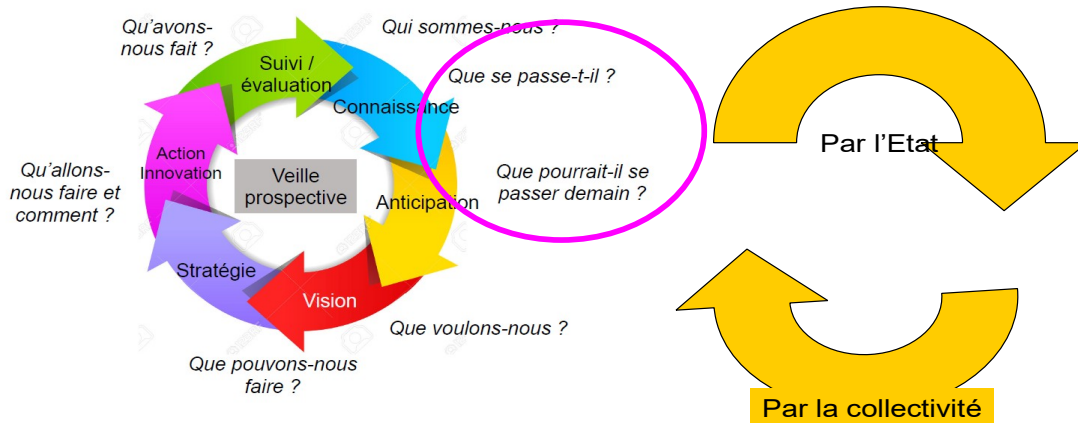 Qu'avons-
nous fait ?
Qui sommes-nous ?
Suivi /
évaluation
Que se passe-t-il ?
Connaissance
Par l'Etat
Action
Innovation
Qu'allons-
nous faire et
comment ?
Veille
prospective
Que pourrait-il se
passer demain ?
Anticipation
Stratégie
Vision
Que voulons-nous ?
Que pouvons-nous
faire ?
Par la collectivité